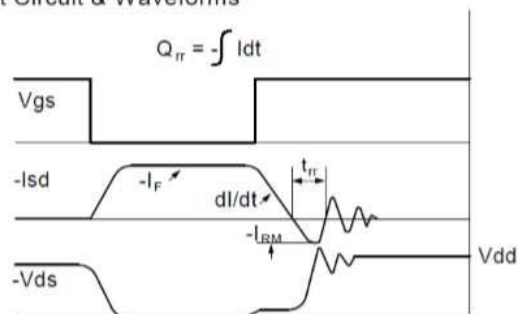 t Circuit & Waveforms
Qrr = -∫ Idt
Vgs
-Isd
-IF
dI/dt
trr
-IRM
Vdd
-Vds